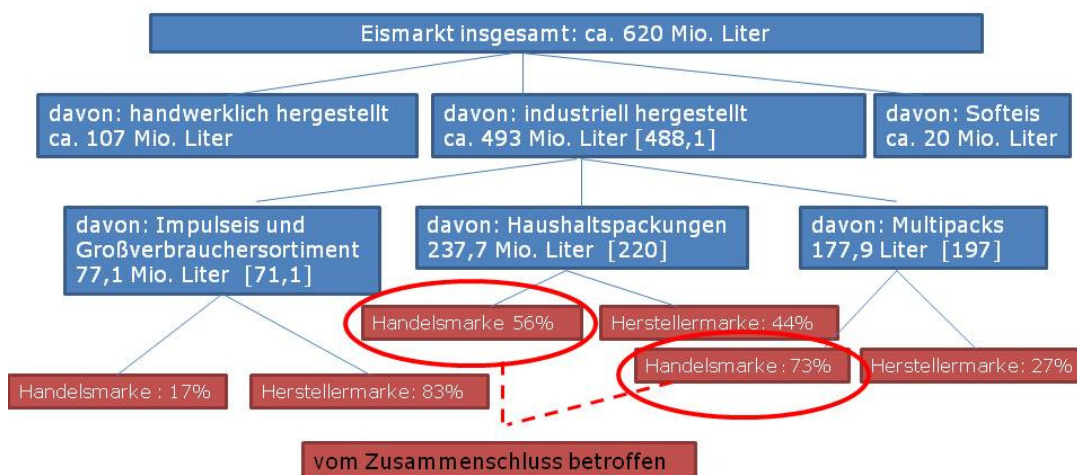 Eismarkt insgesamt: ca. 620 Mio. Liter
davon: handwerklich hergestellt
ca. 107 Mio. Liter
davon: industriell hergestellt
ca. 493 Mio. Liter [488,1]
davon: Softeis
ca. 20 Mio. Liter
davon: Impulseis und
Großverbrauchersortiment
77,1 Mio. Liter [71,1]
davon: Haushaltspackungen
237,7 Mio. Liter [220]
davon: Multipacks
177,9 Liter [197]
Handelsmarke 56%
Herstellermarke: 44%
Handelsmarke : 73%
Herstellermarke: 27%
Handelsmarke : 17%
Herstellermarke: 83%
vom Zusammenschluss betroffen